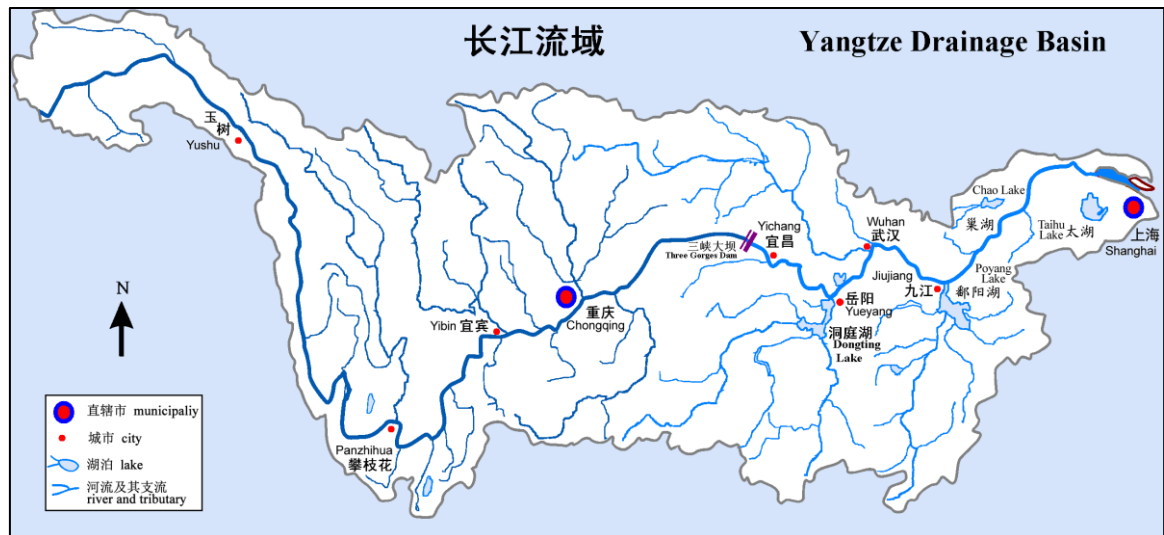 长江流域
Yangtze Drainage Basin
玉
树
Yushu
Chao Lake
巢湖
Taihu
Lake
太湖
上海
Shanghai
Yichang
宜昌
三峡大坝
Three Gorges Dam
Wuhan
武汉
Jiujiang
九江
Poyang
Lake
鄱阳湖
岳阳
Yueyang
洞庭湖
Dongting
Lake
重庆
Chongqing
Yibin 宜宾
Panzhihua
攀枝花
N
直辖市 municipaliy
城市 city
湖泊 lake
河流及其支流
river and tributary